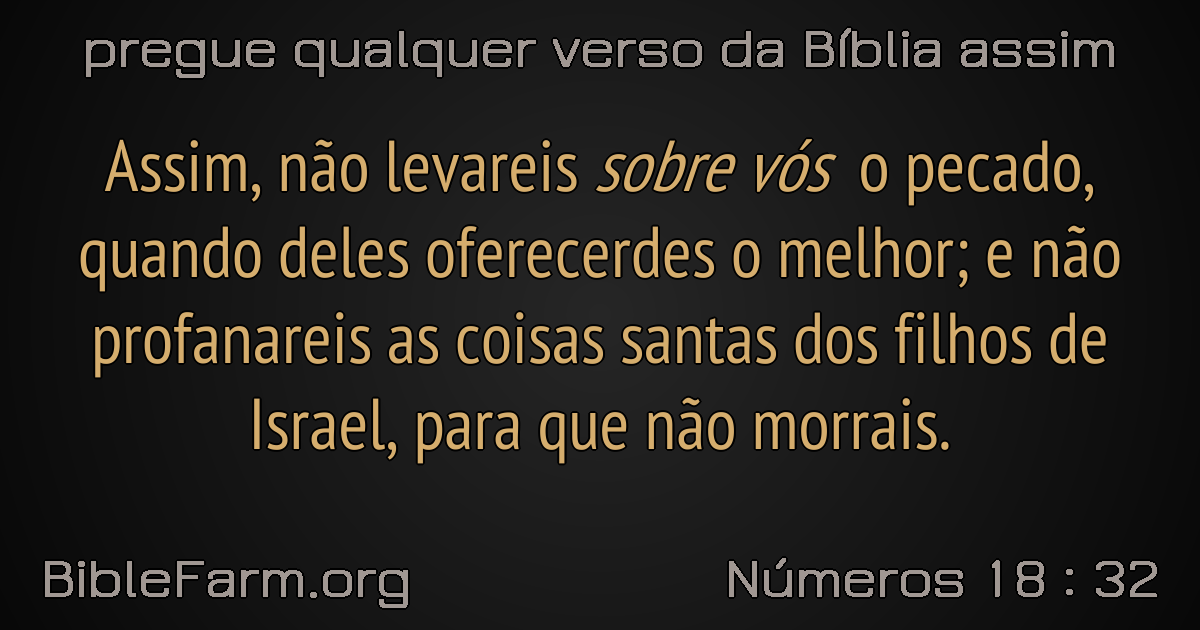 pregue qualquer verso da Bíblia assim
Assim, não levareis sobre vós o pecado,
quando deles oferecerdes o melhor; e não
profanareis as coisas santas dos filhos de
Israel, para que não morrais.
BibleFarm.org
Números 18 : 32